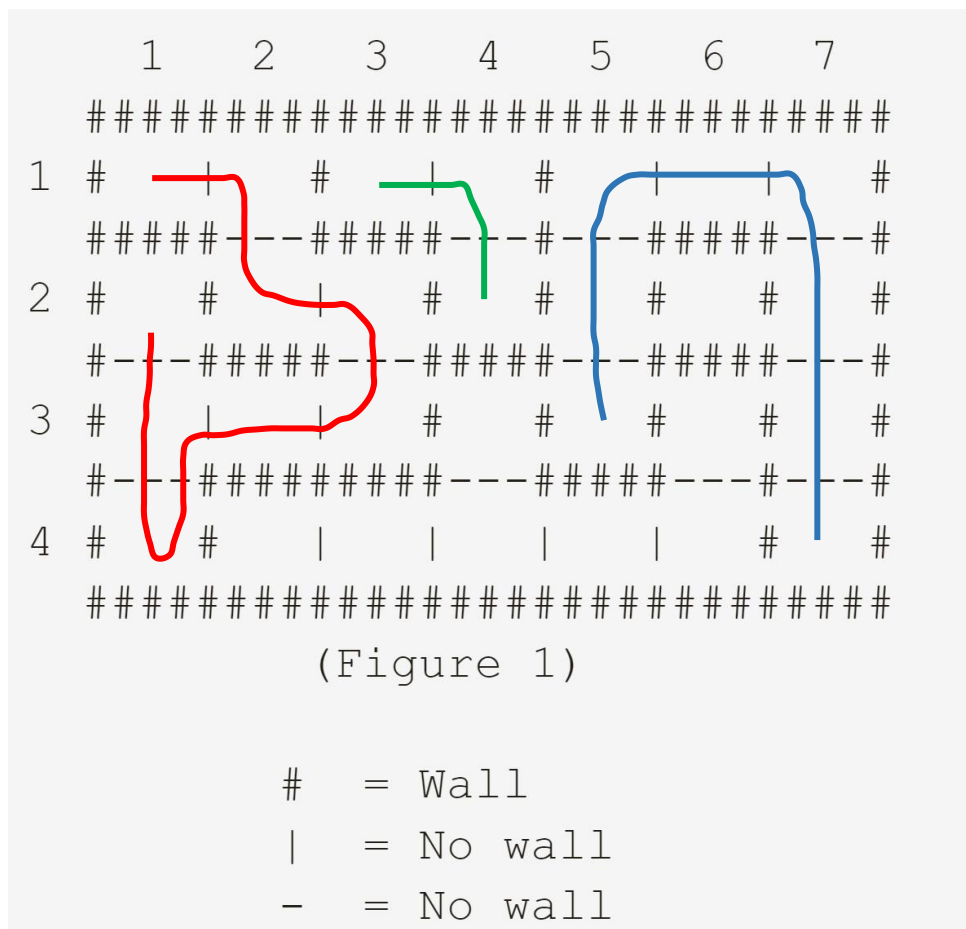 1 2 3 4 5 6 7
#############################
1 #   |   #   |   #   |   |   #
#####---#####---#---#####---#
2 #   #   |   #   #   #   #   #
#---#####---#####---#####---#
3 #   |   |   #   #   #   #   #
#---#########---#####---#---#
4 #   #   |   |   |   |   #   #
#############################
(Figure 1)
# = Wall
| = No wall
- = No wall